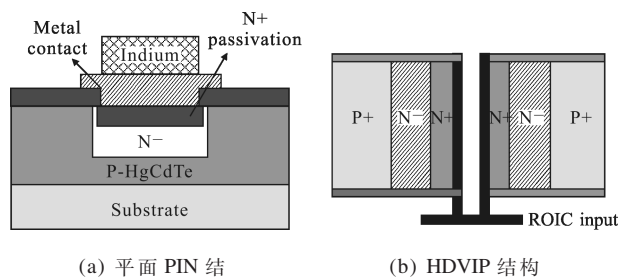 Metal
contact
N+
passivation
Indium
N−
P-HgCdTe
Substrate
P+
N−
N+
N+
N−
P+
ROIC input
(a) 平面 PIN 结
(b) HDVIP 结构